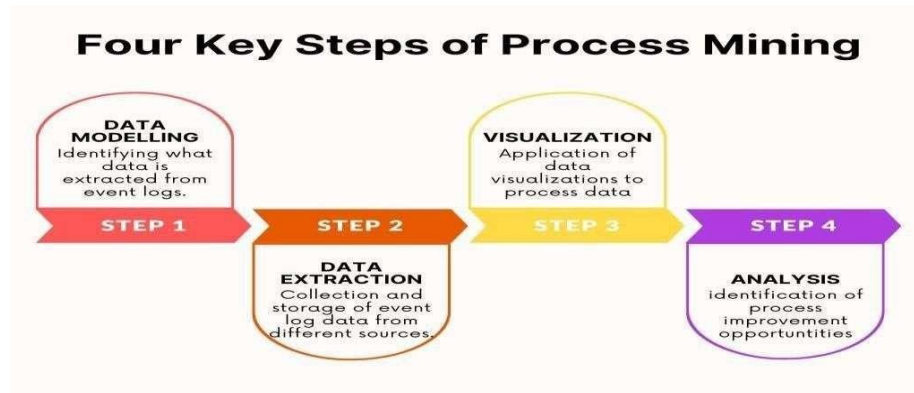 Four Key Steps of Process Mining
DATA
MODELLING
Identifying what
data is
extracted from
event logs.
STEP 1
STEP 2
DATA
EXTRACTION
Collection and
storage of event
log data from
different sources.
VISUALIZATION
Application of
data
visualizations to
process data
STEP 3
STEP 4
ANALYSIS
identification of
process
improvement
opportuntities